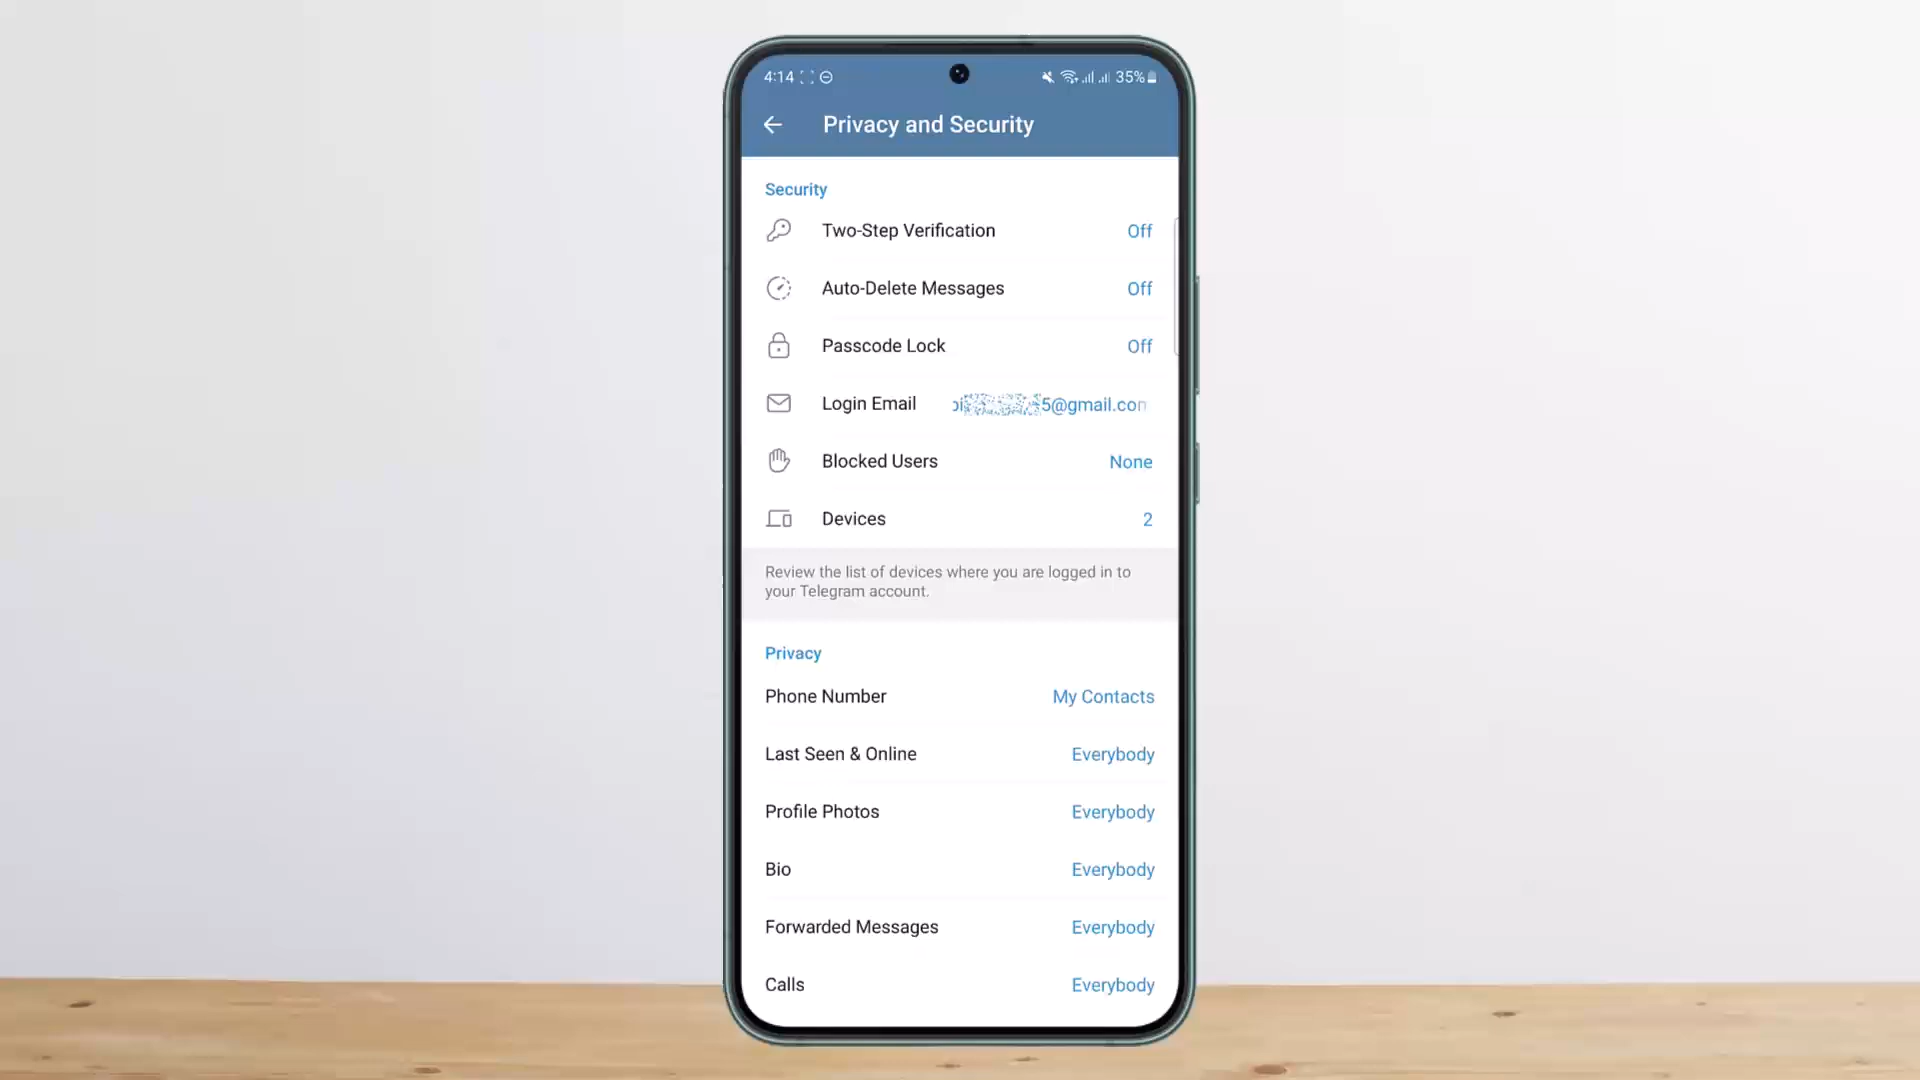 4:14 35%
Privacy and Security
Security
Two-Step Verification Off
Auto-Delete Messages Off
Passcode Lock Off
Login Email 5@gmail.com
Blocked Users None
Devices 2
Review the list of devices where you are logged in to
your Telegram account.
Privacy
Phone Number My Contacts
Last Seen & Online Everybody
Profile Photos Everybody
Bio Everybody
Forwarded Messages Everybody
Calls Everybody